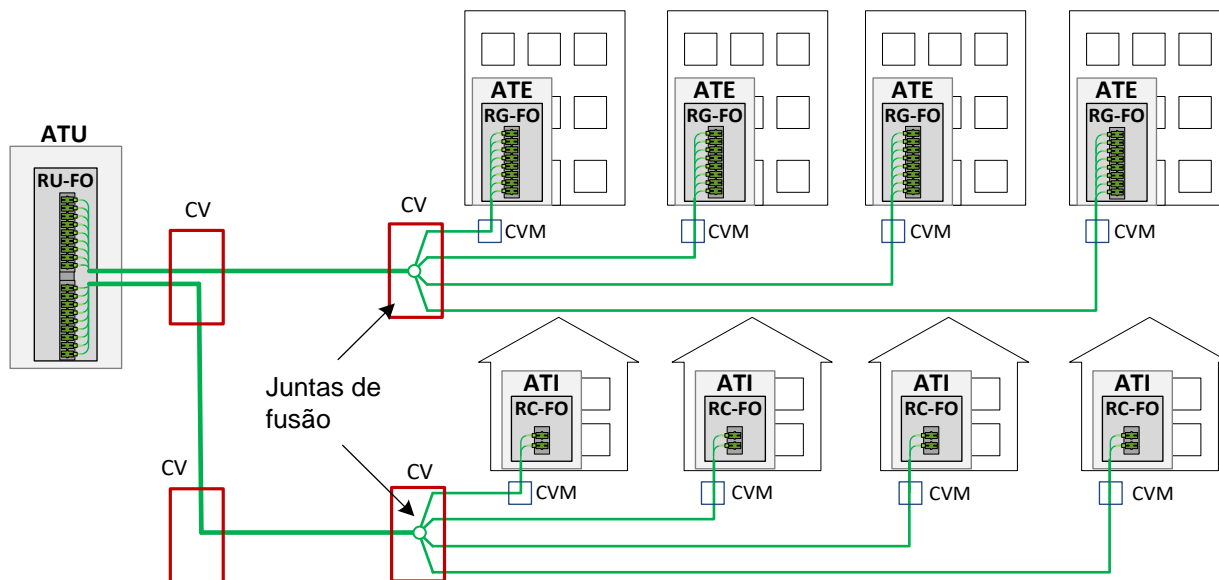 ATE
ATE
ATE
ATE
RG-FO
RG-FO
RG-FO
RG-FO
ATU
RU-FO
CV
CV
CVM
CVM
CVM
CVM
Juntas de
fusão
ATI
ATI
ATI
ATI
RC-FO
RC-FO
RC-FO
RC-FO
CV
CV
CVM
CVM
CVM
CVM